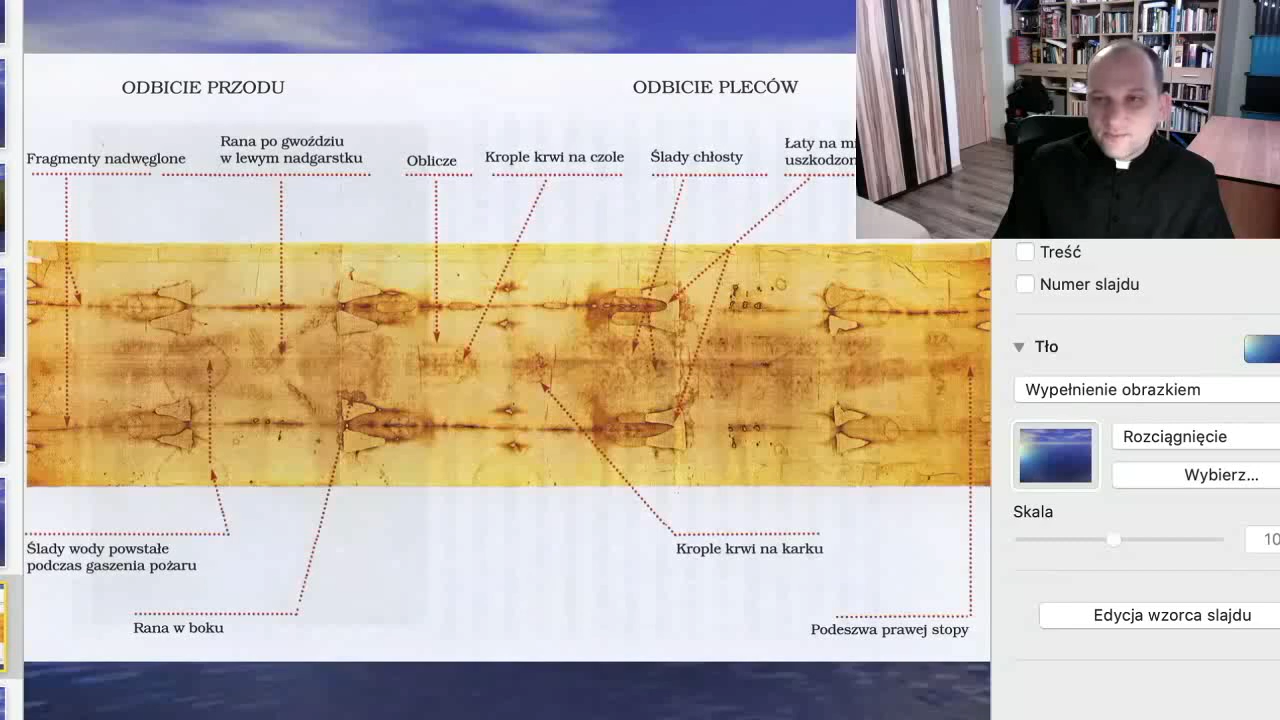 ODBICIE PRZODU
ODBICIE PLECÓW
Fragmenty nadwęglone
Rana po gwoździu
w lewym nadgarstku
Oblicze
Krople krwi na czole
Ślady chłosty
Łaty na
Ślady wody powstałe
podczas gaszenia pożaru
Rana w boku
Krople krwi na karku
Podeszwa prawej stopy
Treść
Numer slajdu
Tło
Wypełnienie obrazkiem
Rozciągnięcie
Wybierz...
Skala
10
Edycja wzorca slajdu